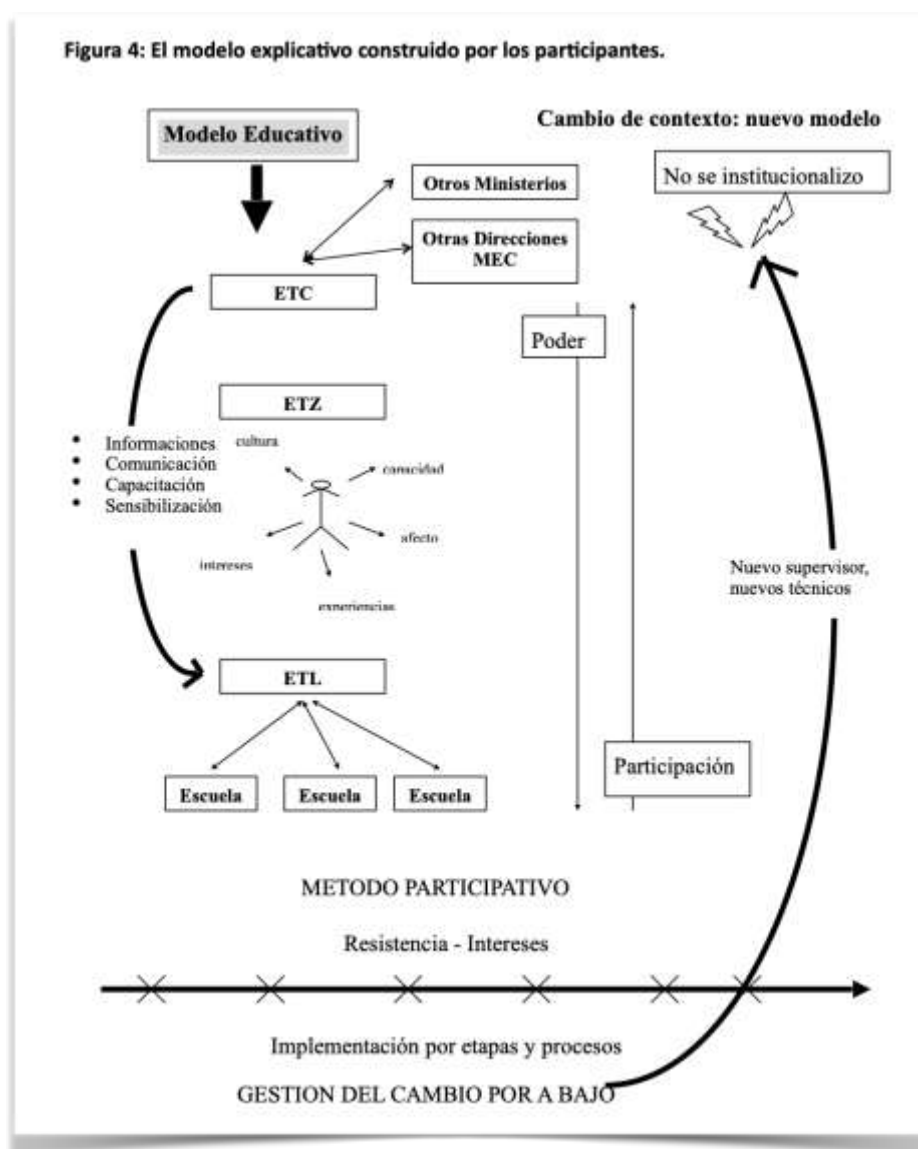 Figura 4: El modelo explicativo construido por los participantes.
Modelo Educativo
Cambio de contexto: nuevo modelo
Otros Ministerios
No se institucionalizo
Otras Direcciones
MEC
ETC
Poder
ETZ
cultura
capacidad
• Informaciones
• Comunicación
• Capacitación
• Sensibilización
afecto
intereses
experiencias
Nuevo supervisor,
nuevos técnicos
ETL
Participación
Escuela
Escuela
Escuela
METODO PARTICIPATIVO
Resistencia - Intereses
Implementación por etapas y procesos
GESTION DEL CAMBIO POR A BAJO